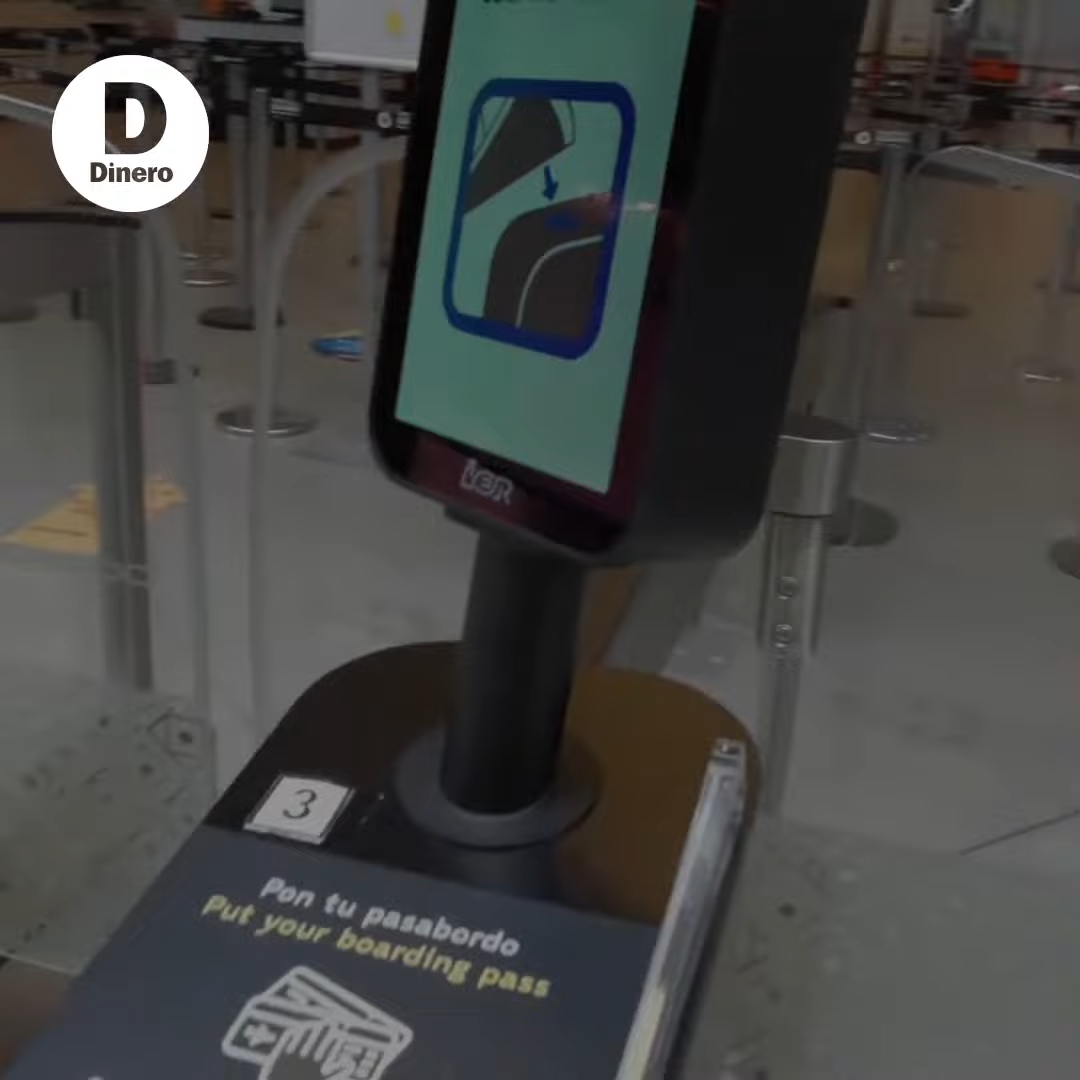 D
Dinero
3
Pon tu pasabordo
Put your boarding pass